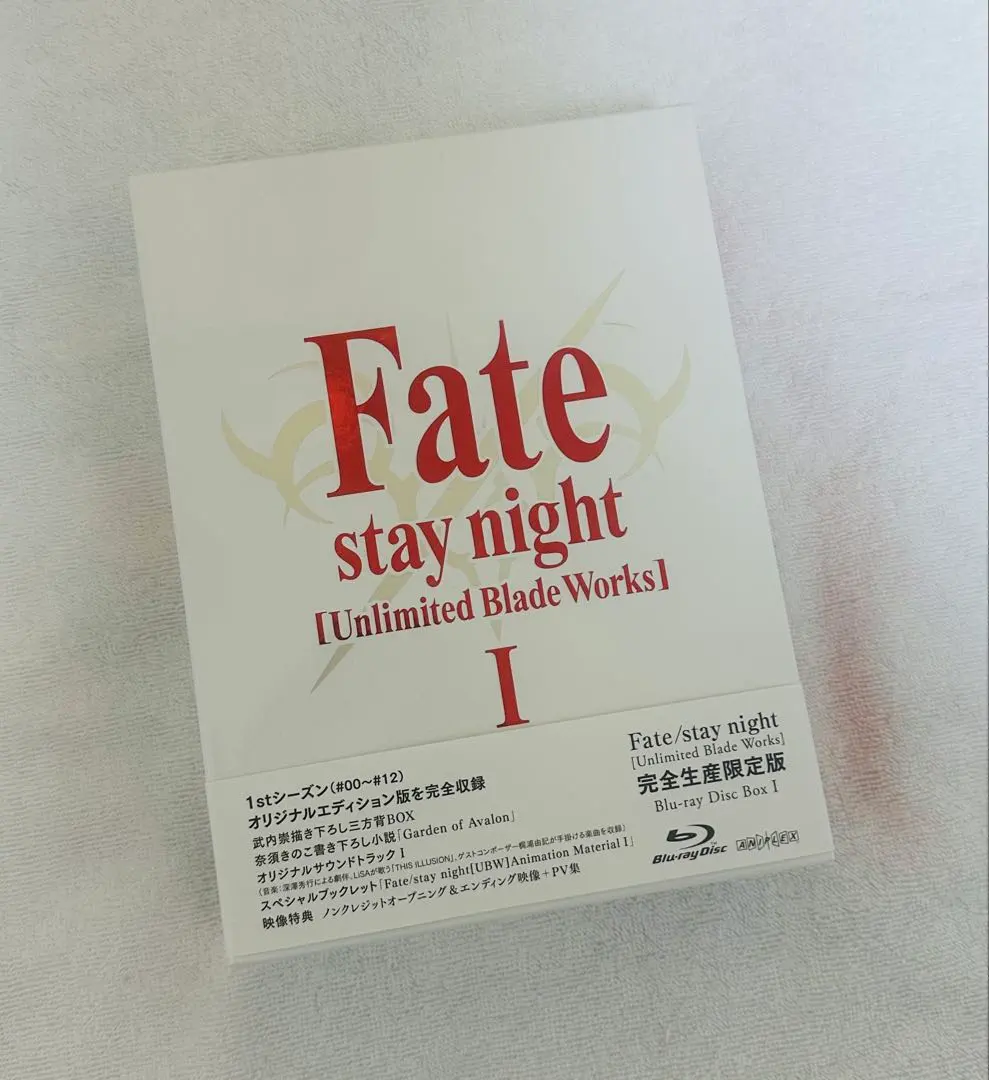 Fate
stay night
[Unlimited Blade Works]
I
1stシーズン(#00〜#12)
オリジナルエディション版を完全収録
武内崇描き下ろし三方背BOX
奈須きのこ書き下ろし小説「Garden of Avalon」
オリジナルサウンドトラック I
(音楽:深澤秀行による劇伴、LiSAが歌う「THIS ILLUSION」、ゲストコンポーザー梶浦由記が手掛ける楽曲を収録)
スペシャルブックレット「Fate/stay night[UBW]Animation Material I」
映像特典 ノンクレジットオープニング&エンディング映像+PV集
Fate/stay night
[Unlimited Blade Works]
完全生産限定版
Blu-ray Disc Box I
Blu-ray Disc ANIPLEX